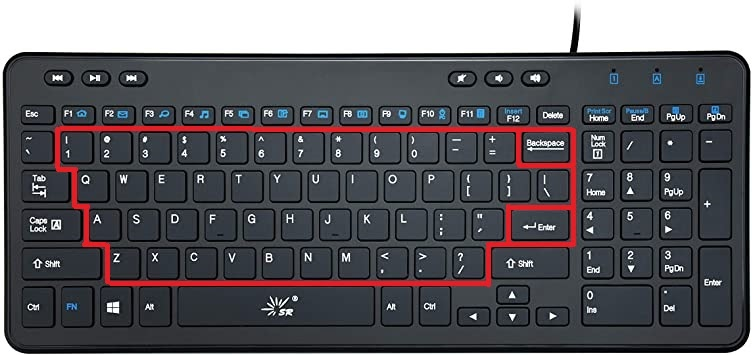 1 A
Esc F1 F2 F3 F4 F5 F6 F7 F8 F9 F10 F11 Insert F12 Delete Print Scr Home Pause/B End PgUp PgDn
~ ` ! 1 @ 2 # 3 $ 4 % 5 ^ 6 & 7 * 8 ( 9 ) 0 — - + = Backspace Num Lock 1 / * -
Tab Q W E R T Y U I O P { [ } ] | \ 7 Home 8 ▲ 9 PgUp +
Caps Lock A A S D F G H J K L : ; " ' ↵ Enter 4 ◄ 5 6 ►
⇧ Shift Z X C V B N M < , > . ? / ⇧ Shift 1 End 2 ▼ 3 PgDn Enter
Ctrl FN Alt SR ® Alt Ctrl ◄ ▲ ▼ ► 0 Ins . Del